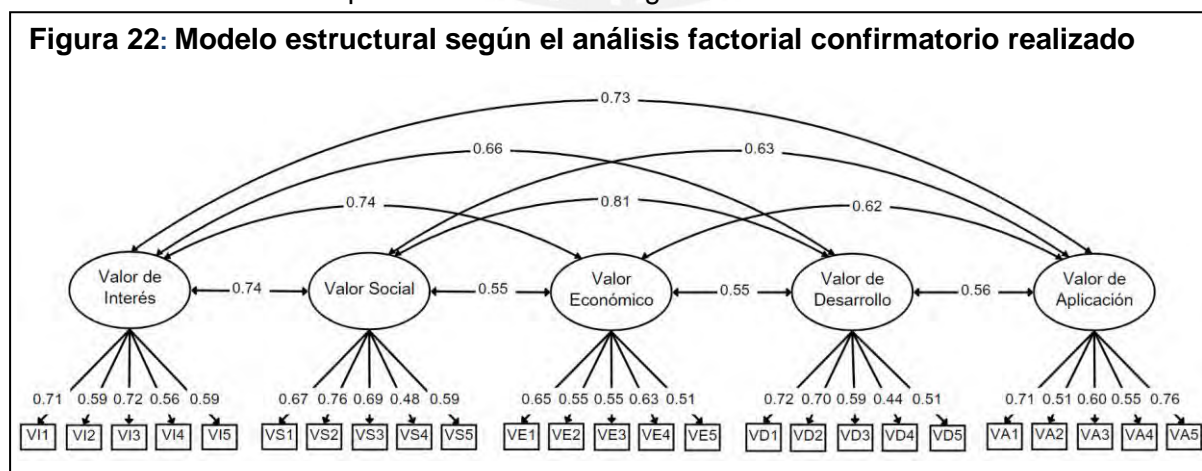 Figura 22: Modelo estructural según el análisis factorial confirmatorio realizado
0.73
0.66 0.63
0.74 0.81 0.62
Valor de Interés
0.74
Valor Social
0.55
Valor Económico
0.55
Valor de Desarrollo
0.56
Valor de Aplicación
0.71 0.59 0.72 0.56 0.59 0.67 0.76 0.69 0.48 0.59 0.65 0.55 0.55 0.63 0.51 0.72 0.70 0.59 0.44 0.51 0.71 0.51 0.60 0.55 0.76
VI1 VI2 VI3 VI4 VI5 VS1 VS2 VS3 VS4 VS5 VE1 VE2 VE3 VE4 VE5 VD1 VD2 VD3 VD4 VD5 VA1 VA2 VA3 VA4 VA5